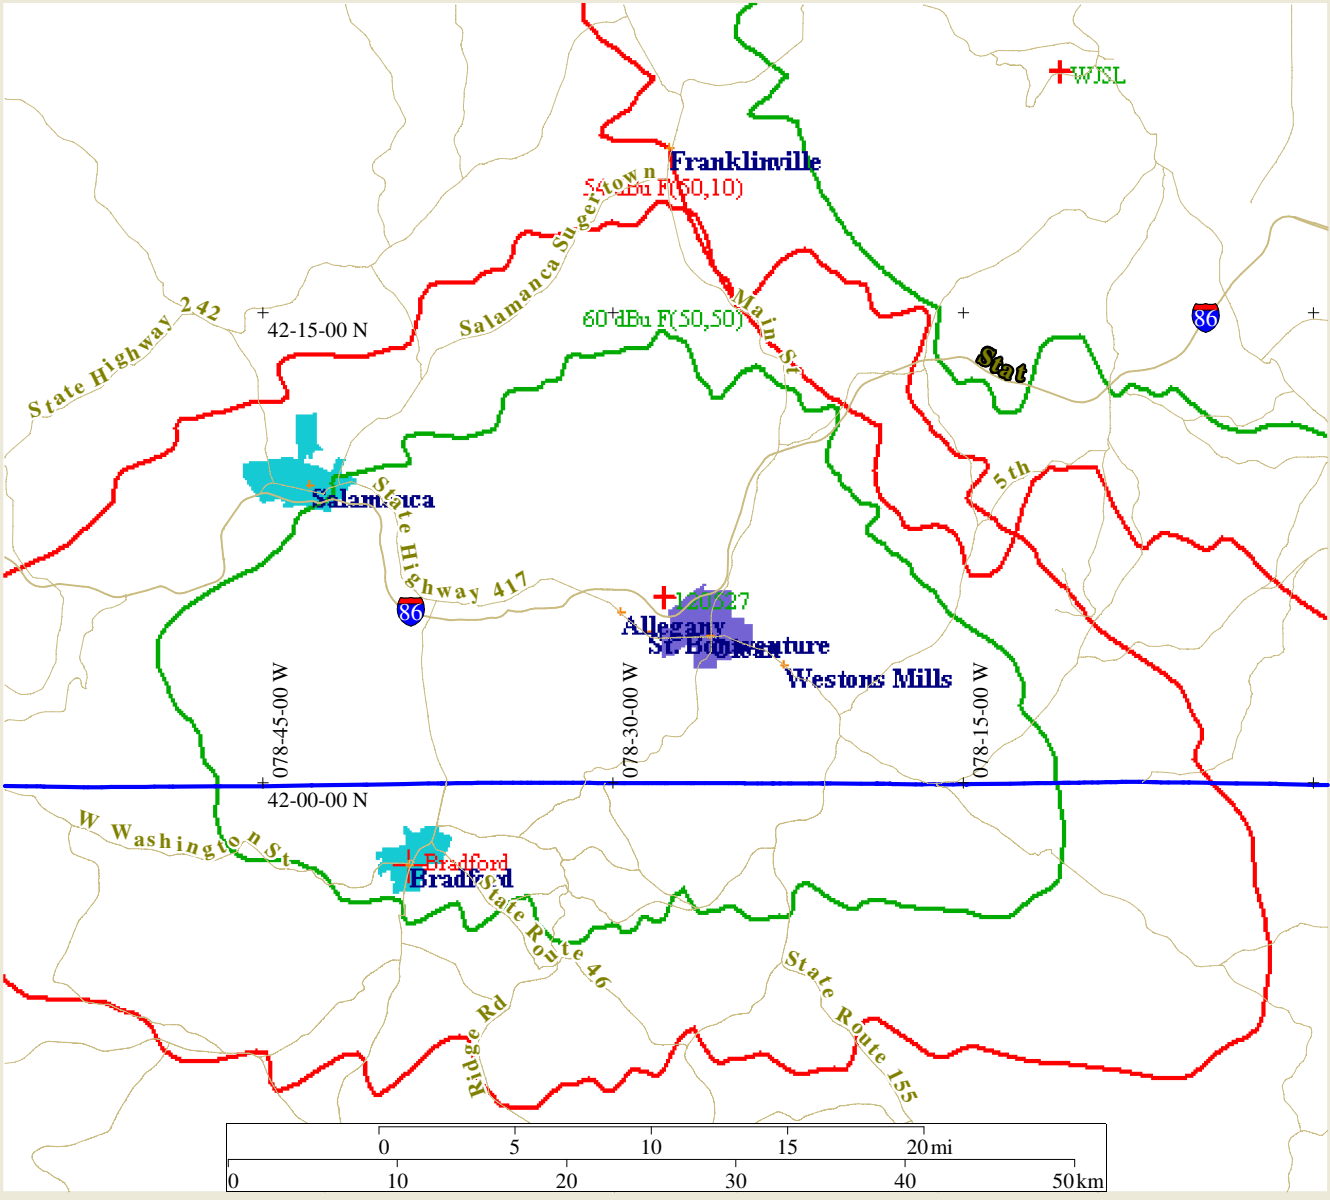 WJSL
Franklinville
54 dBu F(50,10)
Salamanca Sugertown
State Highway 242
42-15-00 N
60 dBu F(50,50)
Main St
86
Stat
5th
Salamanca
State Highway 417
86
Allegany
St. Bonaventure
Olean
Westons Mills
078-45-00 W
078-30-00 W
078-15-00 W
42-00-00 N
W Washington St
Bradford
Bradford
State Route 46
Ridge Rd
State Route 155
0 5 10 15 20 mi
0 10 20 30 40 50 km